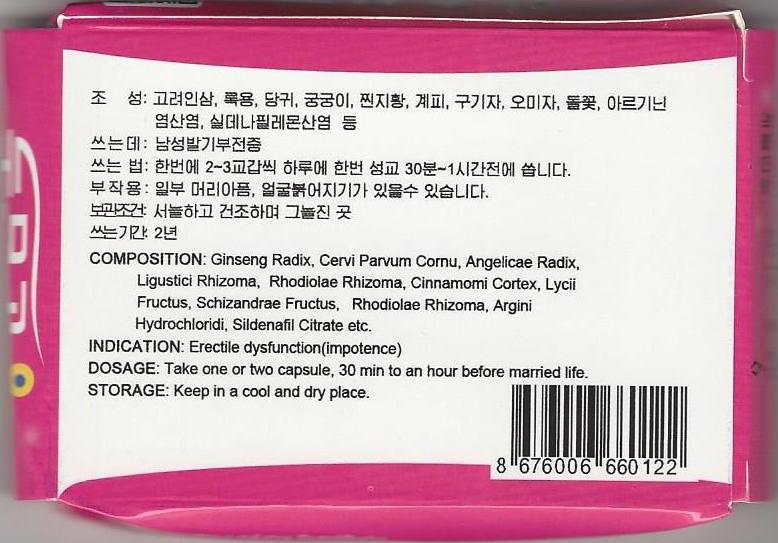 조 성: 고려인삼, 록용, 당귀, 궁궁이, 찐지황, 계피, 구기자, 오미자, 돌꽃, 아르기닌
염산염, 실데나필레몬산염 등
쓰는데: 남성발기부전증
쓰는 법: 한번에 2~3교갑씩 하루에 한번 성교 30분~1시간전에 씁니다.
부작용: 일부 머리아픔, 얼굴붉어지기가 있을수 있습니다.
보관조건: 서늘하고 건조하며 그늘진 곳
쓰는기간: 2년
COMPOSITION: Ginseng Radix, Cervi Parvum Cornu, Angelicae Radix,
Ligustici Rhizoma, Rhodiolae Rhizoma, Cinnamomi Cortex, Lycii
Fructus, Schizandrae Fructus, Rhodiolae Rhizoma, Argini
Hydrochloridi, Sildenafil Citrate etc.
INDICATION: Erectile dysfunction(impotence)
DOSAGE: Take one or two capsule, 30 min to an hour before married life.
STORAGE: Keep in a cool and dry place.
8 676006 660122